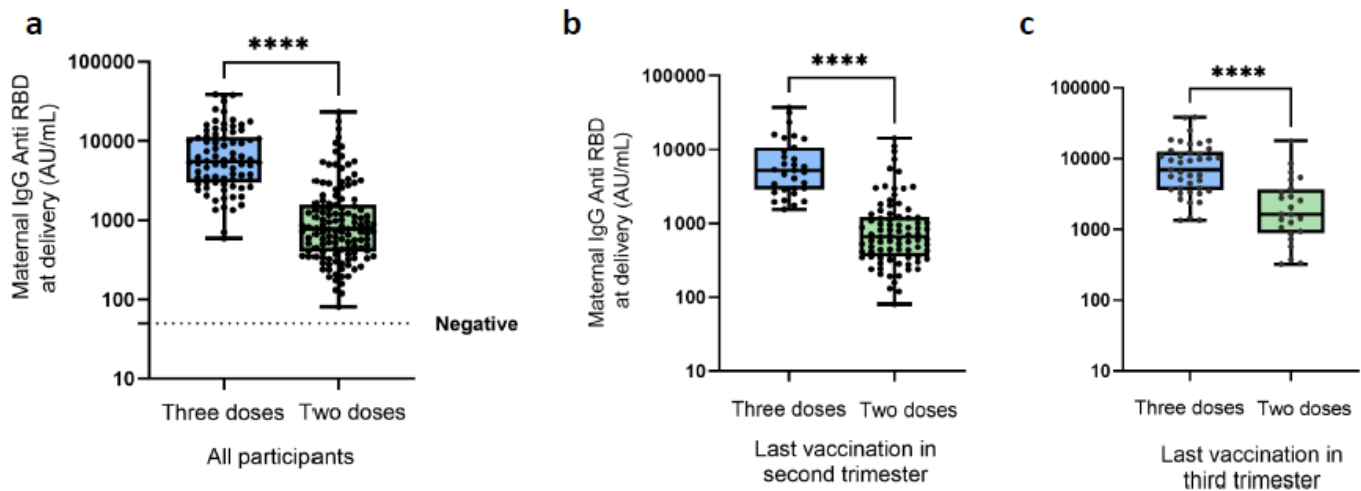 a
Maternal IgG Anti RBD
at delivery (AU/mL)
100000
10000
1000
100
10
****
Negative
Three doses Two doses
All participants
b
Maternal IgG Anti RBD
at delivery (AU/mL)
100000
10000
1000
100
10
****
Three doses Two doses
Last vaccination in
second trimester
c
100000
10000
1000
100
10
****
Three doses Two doses
Last vaccination in
third trimester